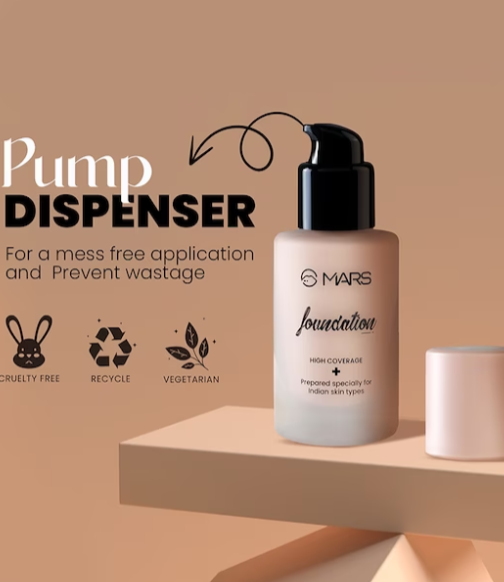 Pump
DISPENSER
For a mess free application
and Prevent wastage
CRUELTY FREE
RECYCLE
VEGETARIAN
MARS
foundation
HIGH COVERAGE
+
Prepared specially for
Indian skin types